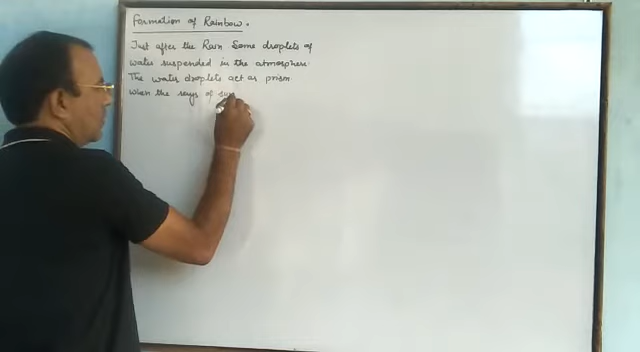 Formation of Rainbow.
Just after the Rain Some droplets of
water suspended in the atmosphere.
The water droplets act as prism
when the rays of sun